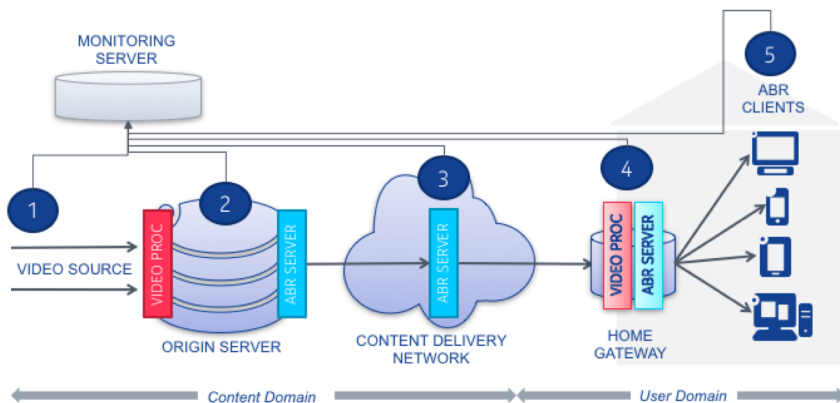 MONITORING
SERVER
5
ABR
CLIENTS
1
2
3
4
VIDEO SOURCE
VIDEO PROC
ABR SERVER
ABR SERVER
VIDEO PROC
ABR SERVER
ORIGIN SERVER
CONTENT DELIVERY
NETWORK
HOME
GATEWAY
Content Domain
User Domain